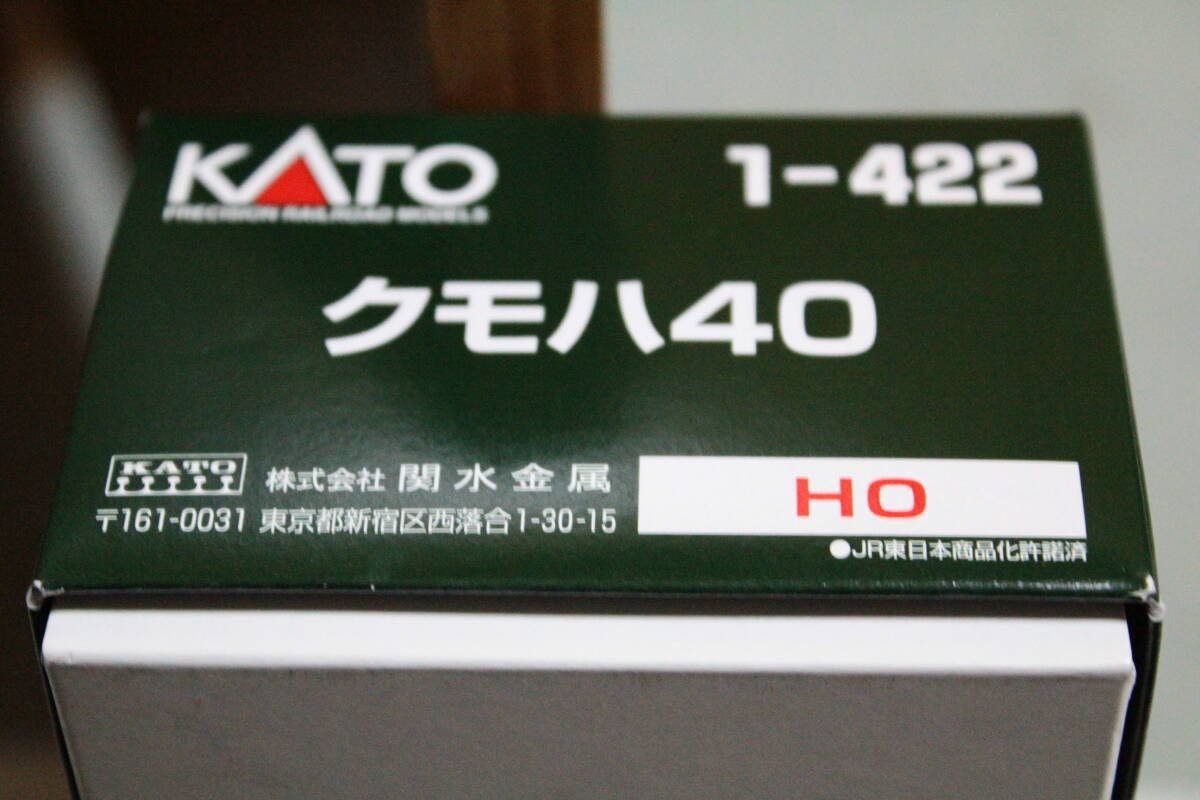 KATO 1-422
PRECISION RAILROAD MODELS
クモハ40
KATO 株式会社 関水金属 HO
〒161-0031 東京都新宿区西落合1-30-15
●JR東日本商品化許諾済